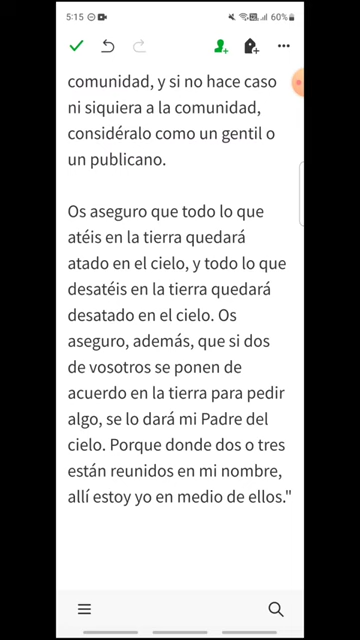 5:15
60%
comunidad, y si no hace caso
ni siquiera a la comunidad,
considéralo como un gentil o
un publicano.
Os aseguro que todo lo que
atéis en la tierra quedará
atado en el cielo, y todo lo que
desatéis en la tierra quedará
desatado en el cielo. Os
aseguro, además, que si dos
de vosotros se ponen de
acuerdo en la tierra para pedir
algo, se lo dará mi Padre del
cielo. Porque donde dos o tres
están reunidos en mi nombre,
allí estoy yo en medio de ellos."